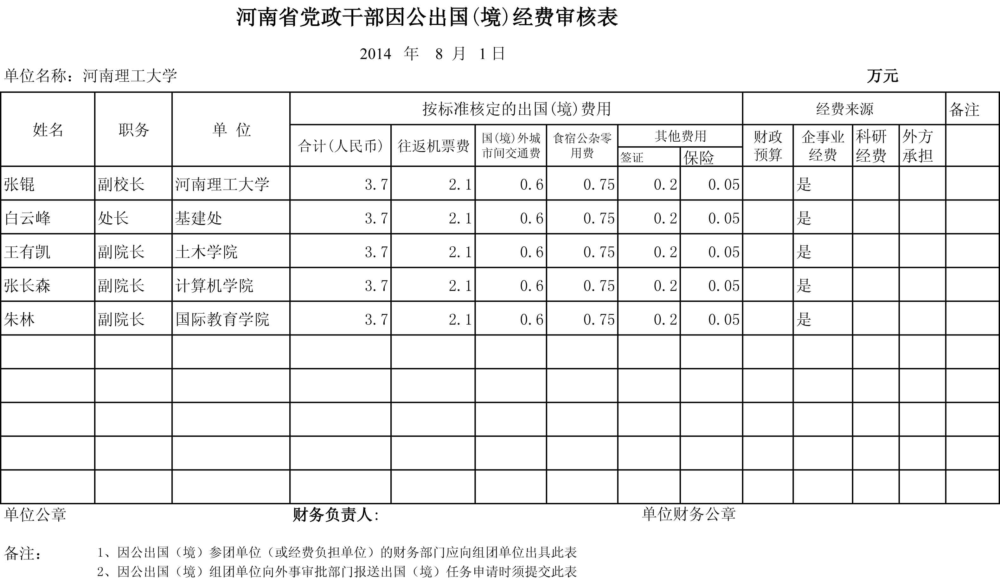 河南省党政干部因公出国(境)经费审核表
2014 年 8 月 1日
单位名称：河南理工大学 万元
姓名 职务 单 位 按标准核定的出国(境)费用 经费来源 备注
合计(人民币) 往返机票费 国(境)外城市间交通费 食宿公杂零用费 其他费用 财政预算 企事业经费 科研经费 外方承担
签证 保险
张锟 副校长 河南理工大学 3.7 2.1 0.6 0.75 0.2 0.05 是
白云峰 处长 基建处 3.7 2.1 0.6 0.75 0.2 0.05 是
王有凯 副院长 土木学院 3.7 2.1 0.6 0.75 0.2 0.05 是
张长森 副院长 计算机学院 3.7 2.1 0.6 0.75 0.2 0.05 是
朱林 副院长 国际教育学院 3.7 2.1 0.6 0.75 0.2 0.05 是
单位公章 财务负责人: 单位财务公章
备注： 1、因公出国（境）参团单位（或经费负担单位）的财务部门应向组团单位出具此表
2、因公出国（境）组团单位向外事审批部门报送出国（境）任务申请时须提交此表